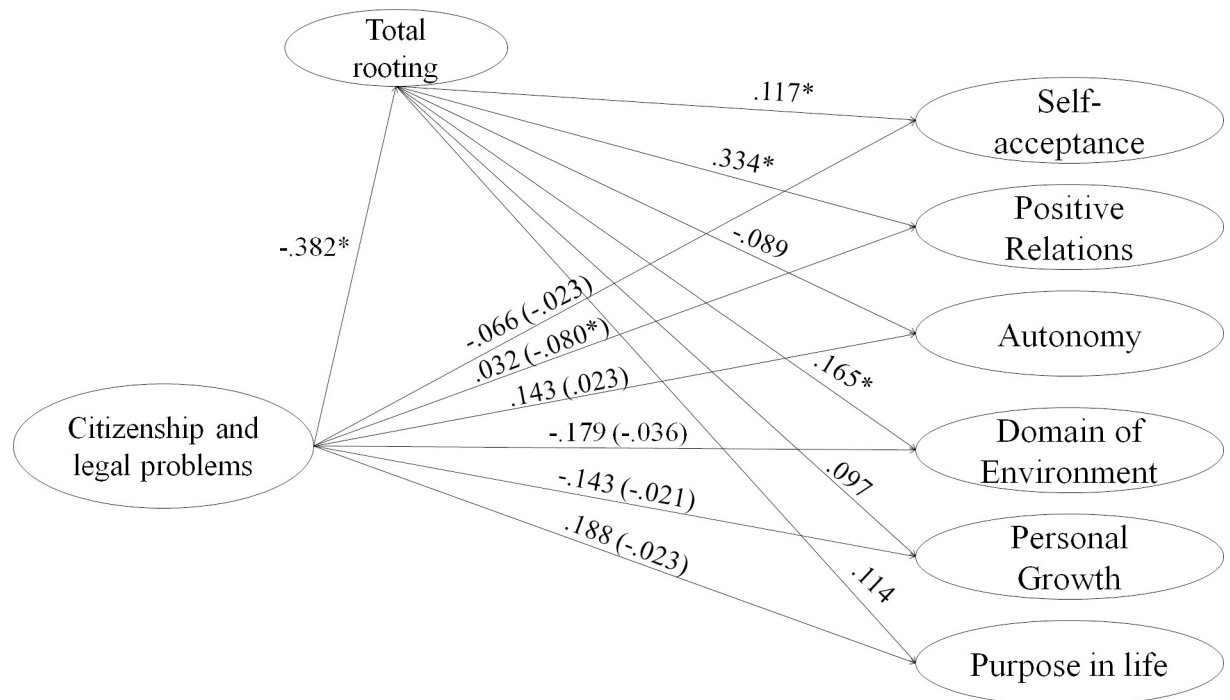 Total
rooting
.117*
Self-
acceptance
.334*
Positive
Relations
-.382*
-.089
-.066 (-.023)
.032 (-.080*)
Autonomy
.143 (.023)
.165*
Citizenship and
legal problems
-.179 (-.036)
Domain of
Environment
.097
-.143 (-.021)
.188 (-.023)
Personal
Growth
.114
Purpose in life